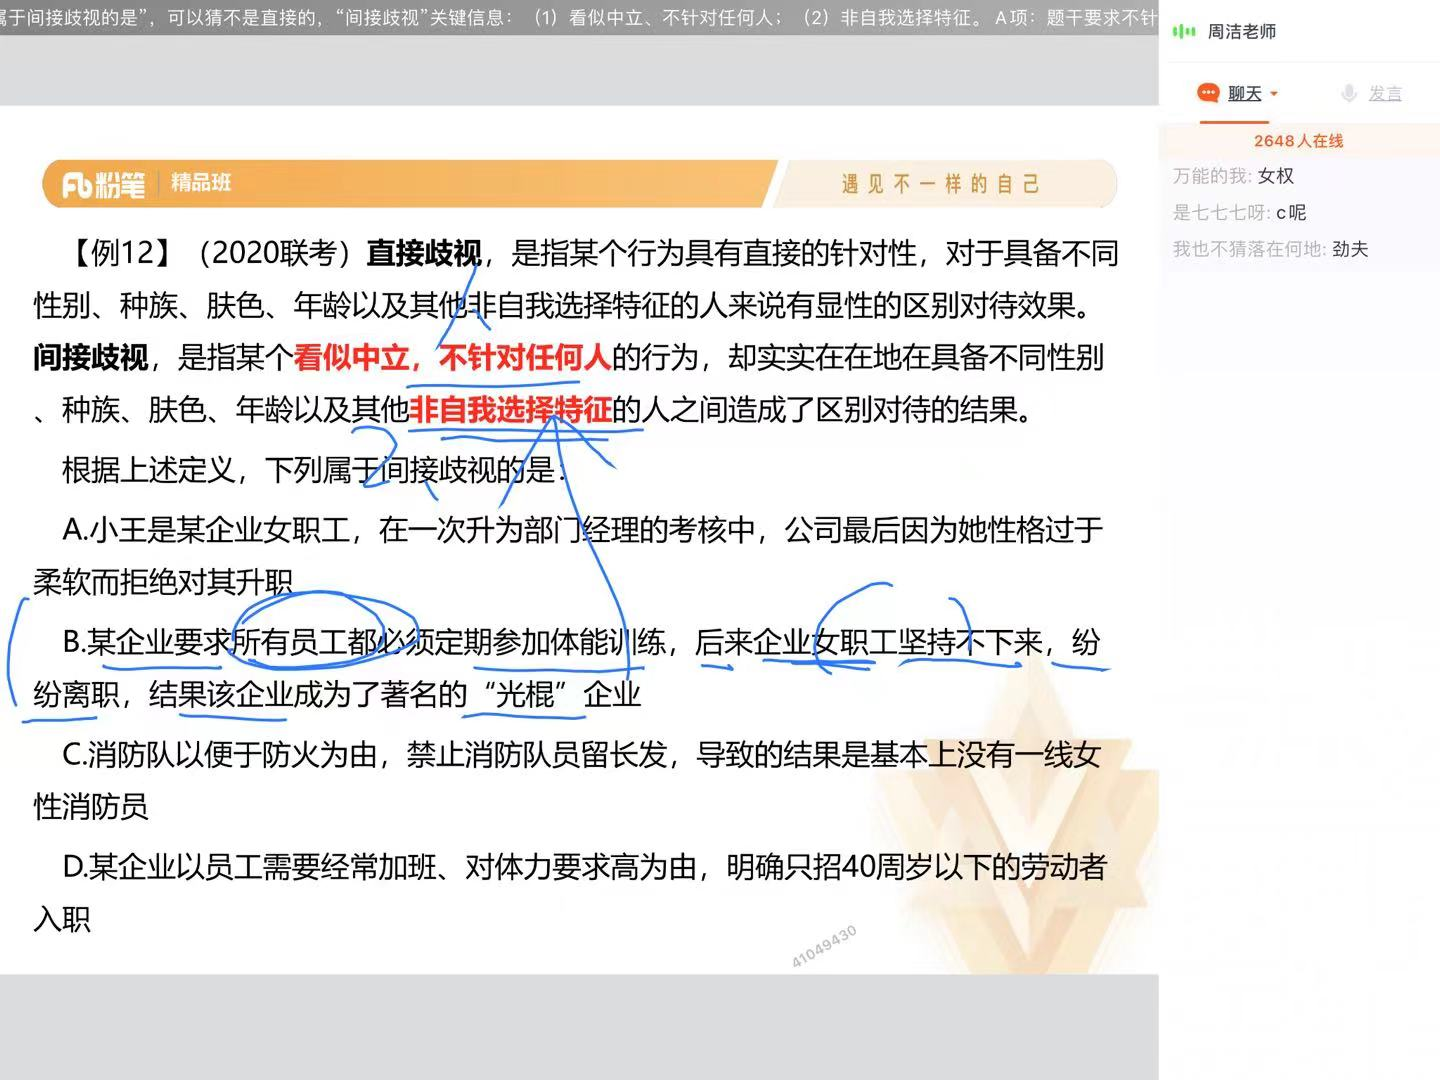 属于间接歧视的是”，可以猜不是直接的，“间接歧视”关键信息：（1）看似中立、不针对任何人；（2）非自我选择特征。A项：题干要求不针
周洁老师
聊天
发言
2648人在线
万能的我: 女权
是七七七呀: c呢
我也不猜落在何地: 劲夫
粉笔 精品班
遇见不一样的自己
【例12】（2020联考）直接歧视，是指某个行为具有直接的针对性，对于具备不同
性别、种族、肤色、年龄以及其他非自我选择特征的人来说有显性的区别对待效果。
间接歧视，是指某个看似中立，不针对任何人的行为，却实实在在地在具备不同性别
、种族、肤色、年龄以及其他非自我选择特征的人之间造成了区别对待的结果。
根据上述定义，下列属于间接歧视的是：
A.小王是某企业女职工，在一次升为部门经理的考核中，公司最后因为她性格过于
柔软而拒绝对其升职
B.某企业要求所有员工都必须定期参加体能训练，后来企业女职工坚持不下来，纷
纷离职，结果该企业成为了著名的“光棍”企业
C.消防队以便于防火为由，禁止消防队员留长发，导致的结果是基本上没有一线女
性消防员
D.某企业以员工需要经常加班、对体力要求高为由，明确只招40周岁以下的劳动者
入职
41049430